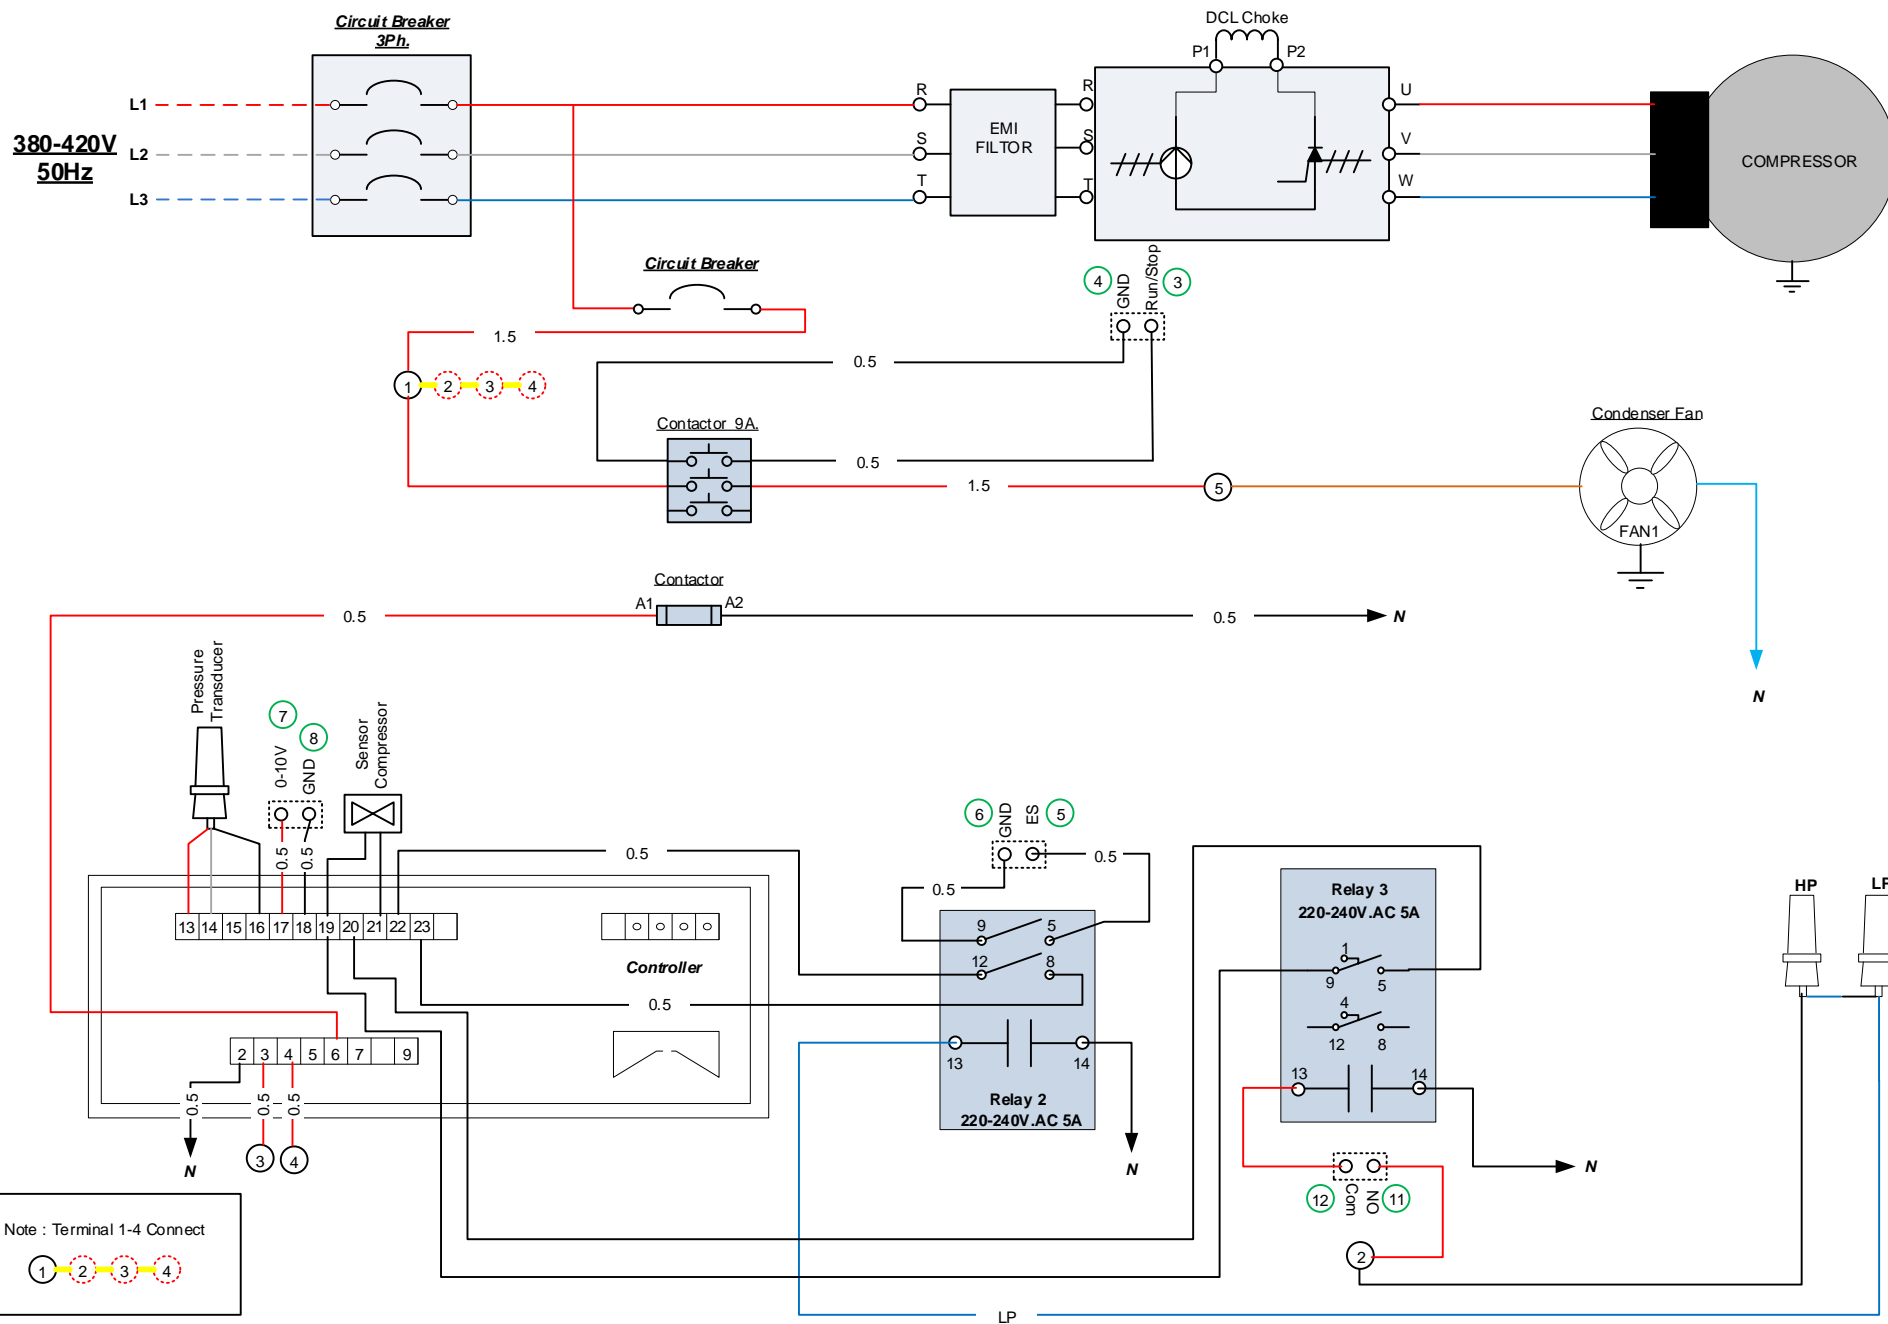 Circuit Breaker
3Ph.
DCL Choke
P1
P2
L1
L2
L3
380-420V
50Hz
R
S
T
EMI
FILTOR
R
S
T
U
V
W
COMPRESSOR
Circuit Breaker
4
GND
Run/Stop
3
1.5
0.5
1
2
3
4
Contactor 9A.
0.5
1.5
5
Condenser Fan
FAN1
N
Contactor
A1
A2
0.5
0.5
N
Pressure
Transducer
7
8
0-10V
GND
Sensor
Compressor
0.5
0.5
0.5
6
GND
ES
5
0.5
0.5
13
14
15
16
17
18
19
20
21
22
23
Controller
0.5
2
3
4
5
6
7
9
0.5
0.5
0.5
N
3
4
9
5
12
8
13
14
Relay 2
220-240V.AC 5A
N
Relay 3
220-240V.AC 5A
1
9
5
4
12
8
13
14
N
12
Com
NO
11
2
HP
LP
LP
Note : Terminal 1-4 Connect
1
2
3
4